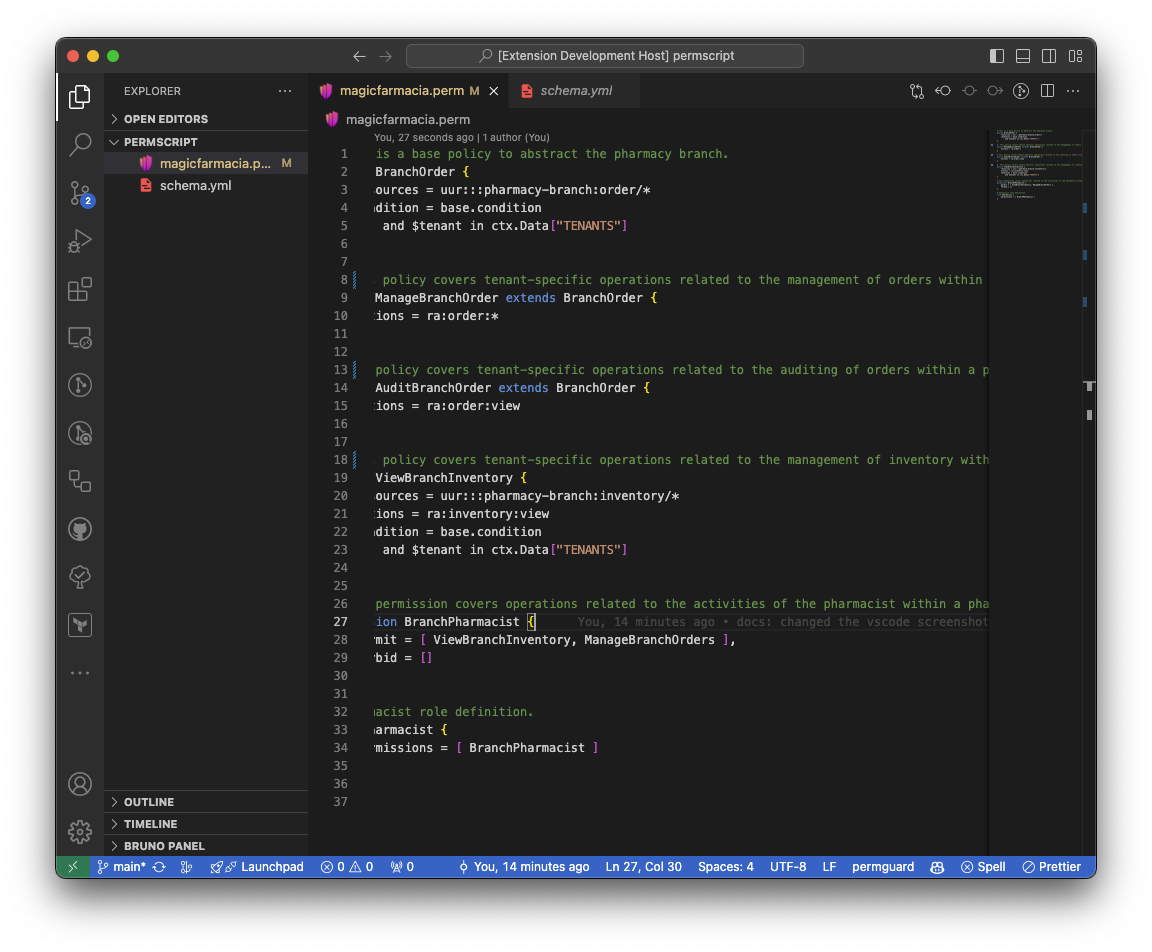 [Extension Development Host] permscript
EXPLORER
OPEN EDITORS
PERMSCRIPT
magicfarmacia.p... M
schema.yml
magicfarmacia.perm M
schema.yml
magicfarmacia.perm
You, 27 seconds ago | 1 author (You)
1 is a base policy to abstract the pharmacy branch.
2 BranchOrder {
3 ources = uur:::pharmacy-branch:order/*
4 dition = base.condition
5 and $tenant in ctx.Data["TENANTS"]
6
7
8 policy covers tenant-specific operations related to the management of orders within
9 ManageBranchOrder extends BranchOrder {
10 tions = ra:order:*
11
12
13 policy covers tenant-specific operations related to the auditing of orders within a p
14 AuditBranchOrder extends BranchOrder {
15 tions = ra:order:view
16
17
18 policy covers tenant-specific operations related to the management of inventory with
19 ViewBranchInventory {
20 ources = uur:::pharmacy-branch:inventory/*
21 tions = ra:inventory:view
22 dition = base.condition
23 and $tenant in ctx.Data["TENANTS"]
24
25
26 permission covers operations related to the activities of the pharmacist within a pha
27 ion BranchPharmacist { You, 14 minutes ago • docs: changed the vscode screenshot
28 rmit = [ ViewBranchInventory, ManageBranchOrders ],
29 rbid = []
30
31
32 macist role definition.
33 armacist {
34 missions = [ BranchPharmacist ]
35
36
37
2
OUTLINE
TIMELINE
BRUNO PANEL
main* Launchpad 0 0 0 You, 14 minutes ago Ln 27, Col 30 Spaces: 4 UTF-8 LF permguard Spell Prettier